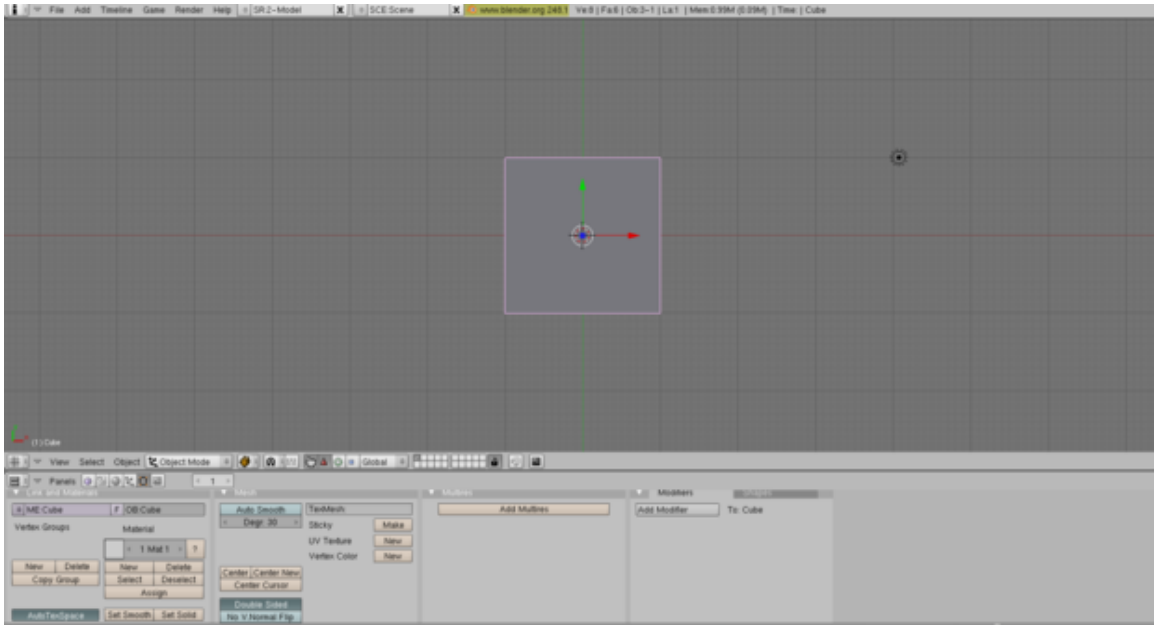 File Add Timeline Game Render Help SR:2-Model X SCE:Scene X www.blender.org 248.1 Ve:8 | Fa:6 | Ob:3-1 | La:1 | Mem:0.99M (0.09M) | Time: | Cube
(1) Cube
View Select Object Object Mode Global
Panels 1
Link and Materials Mesh Multires Modifiers Shapes
ME:Cube F OB:Cube Auto Smooth TexMesh: Add Multires Add Modifier To: Cube
Vertex Groups Material Degr: 30 Sticky Make
1 Mat 1 ? UV Texture New
Vertex Color New
New Delete New Delete Center Center New
Copy Group Select Deselect Center Cursor
Assign
Double Sided
AutoTexSpace Set Smooth Set Solid No V.Normal Flip